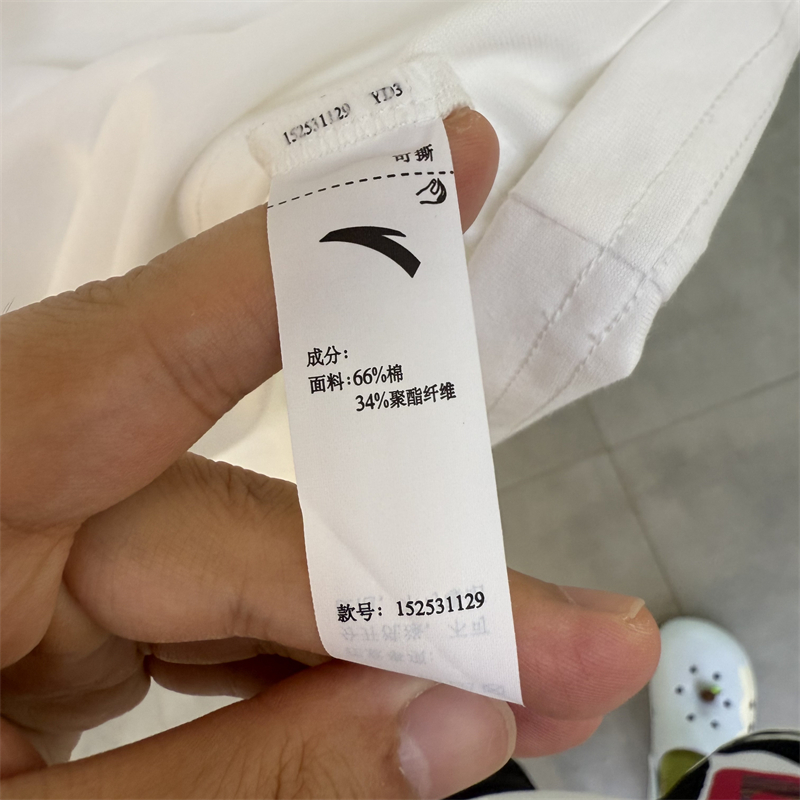 152531129 YD3
可撕
成分:
面料:66%棉
34%聚酯纤维
款号: 152531129